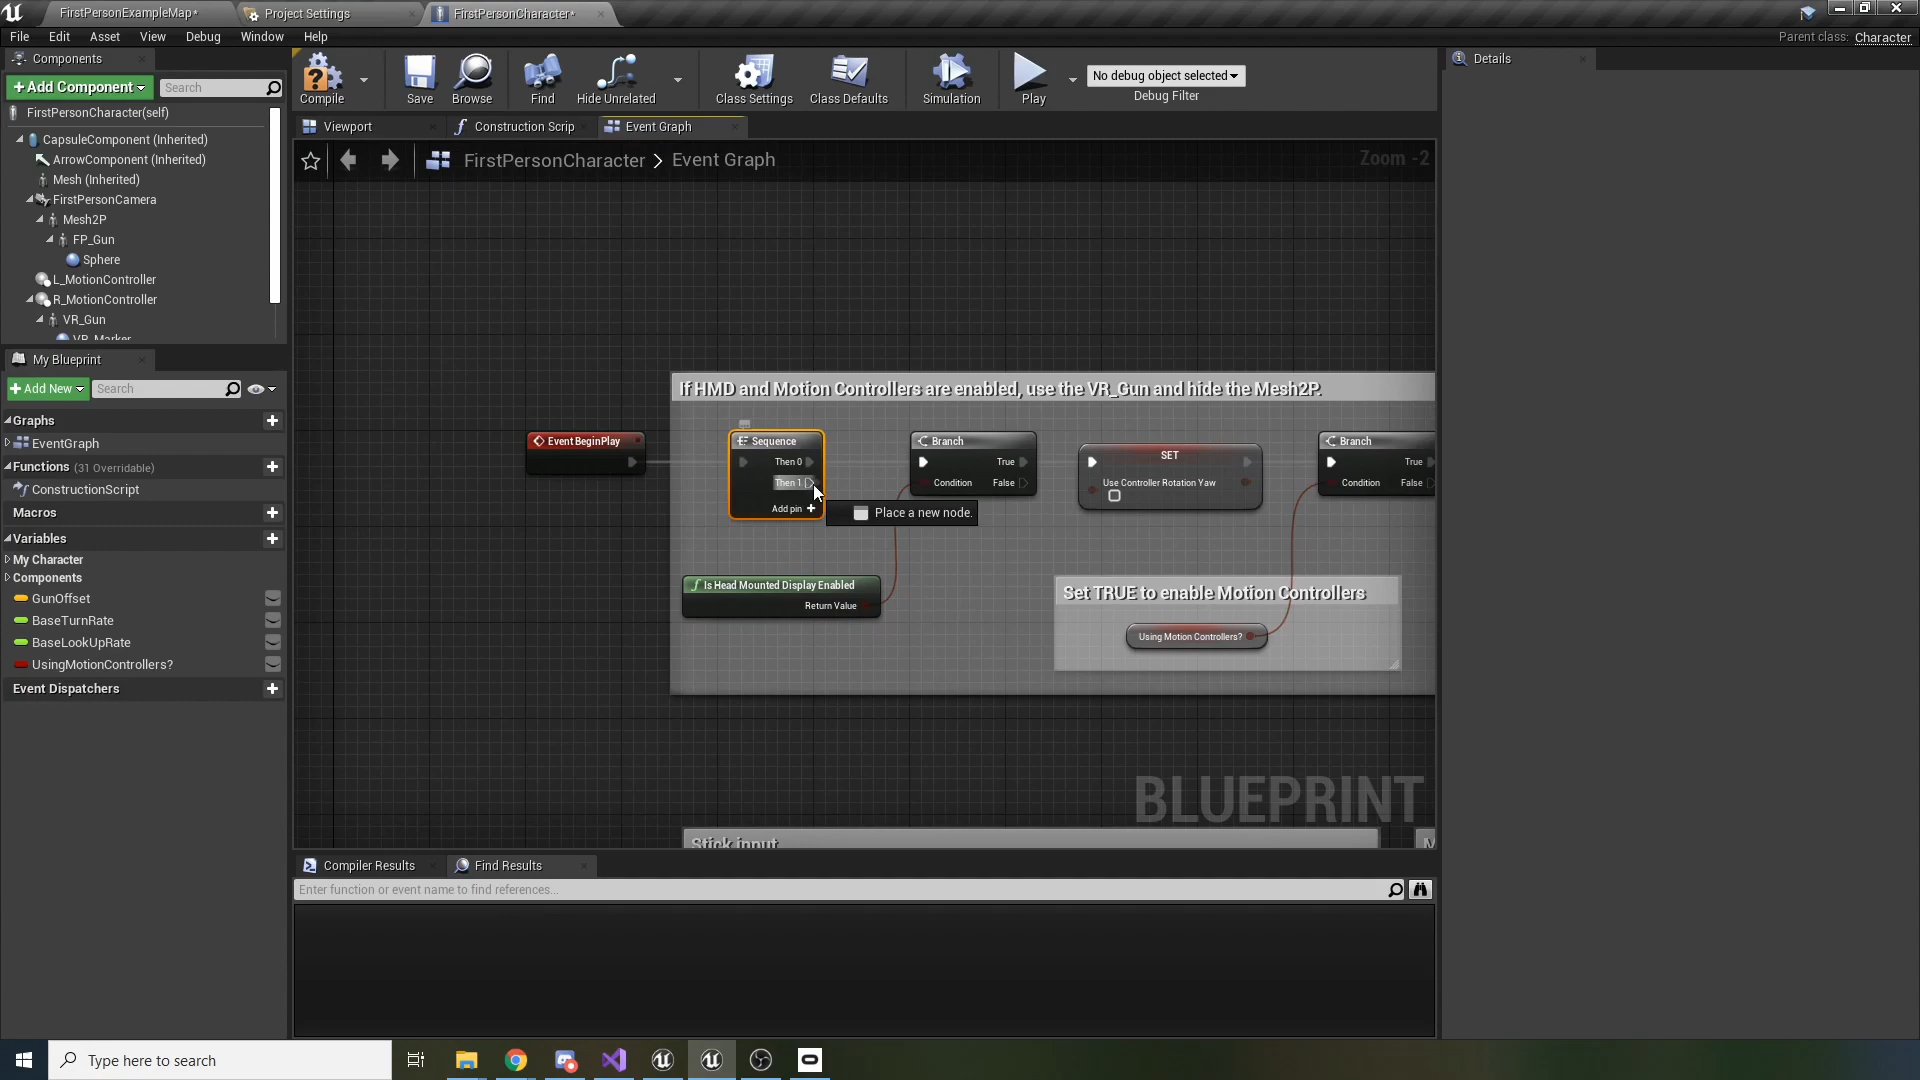 FirstPersonExampleMap*
Project Settings
FirstPersonCharacter*
File Edit Asset View Debug Window Help
Parent class: Character
Components
+Add Component
Search
FirstPersonCharacter(self)
CapsuleComponent (Inherited)
ArrowComponent (Inherited)
Mesh (Inherited)
FirstPersonCamera
Mesh2P
FP_Gun
Sphere
L_MotionController
R_MotionController
VR_Gun
VR_Marker
My Blueprint
+Add New
Search
Graphs
EventGraph
Functions (31 Overridable)
ConstructionScript
Macros
Variables
My Character
Components
GunOffset
BaseTurnRate
BaseLookUpRate
UsingMotionControllers?
Event Dispatchers
Compile
Save
Browse
Find
Hide Unrelated
Class Settings
Class Defaults
Simulation
Play
No debug object selected
Debug Filter
Viewport
Construction Scrip
Event Graph
FirstPersonCharacter > Event Graph
Zoom -2
If HMD and Motion Controllers are enabled, use the VR_Gun and hide the Mesh2P.
Event BeginPlay
Sequence
Then 0
Then 1
Add pin +
Place a new node.
Branch
True
Condition
False
SET
Use Controller Rotation Yaw
Branch
True
Condition
False
Is Head Mounted Display Enabled
Return Value
Set TRUE to enable Motion Controllers
Using Motion Controllers?
BLUEPRINT
Stick input
Details
Compiler Results
Find Results
Enter function or event name to find references...
Type here to search